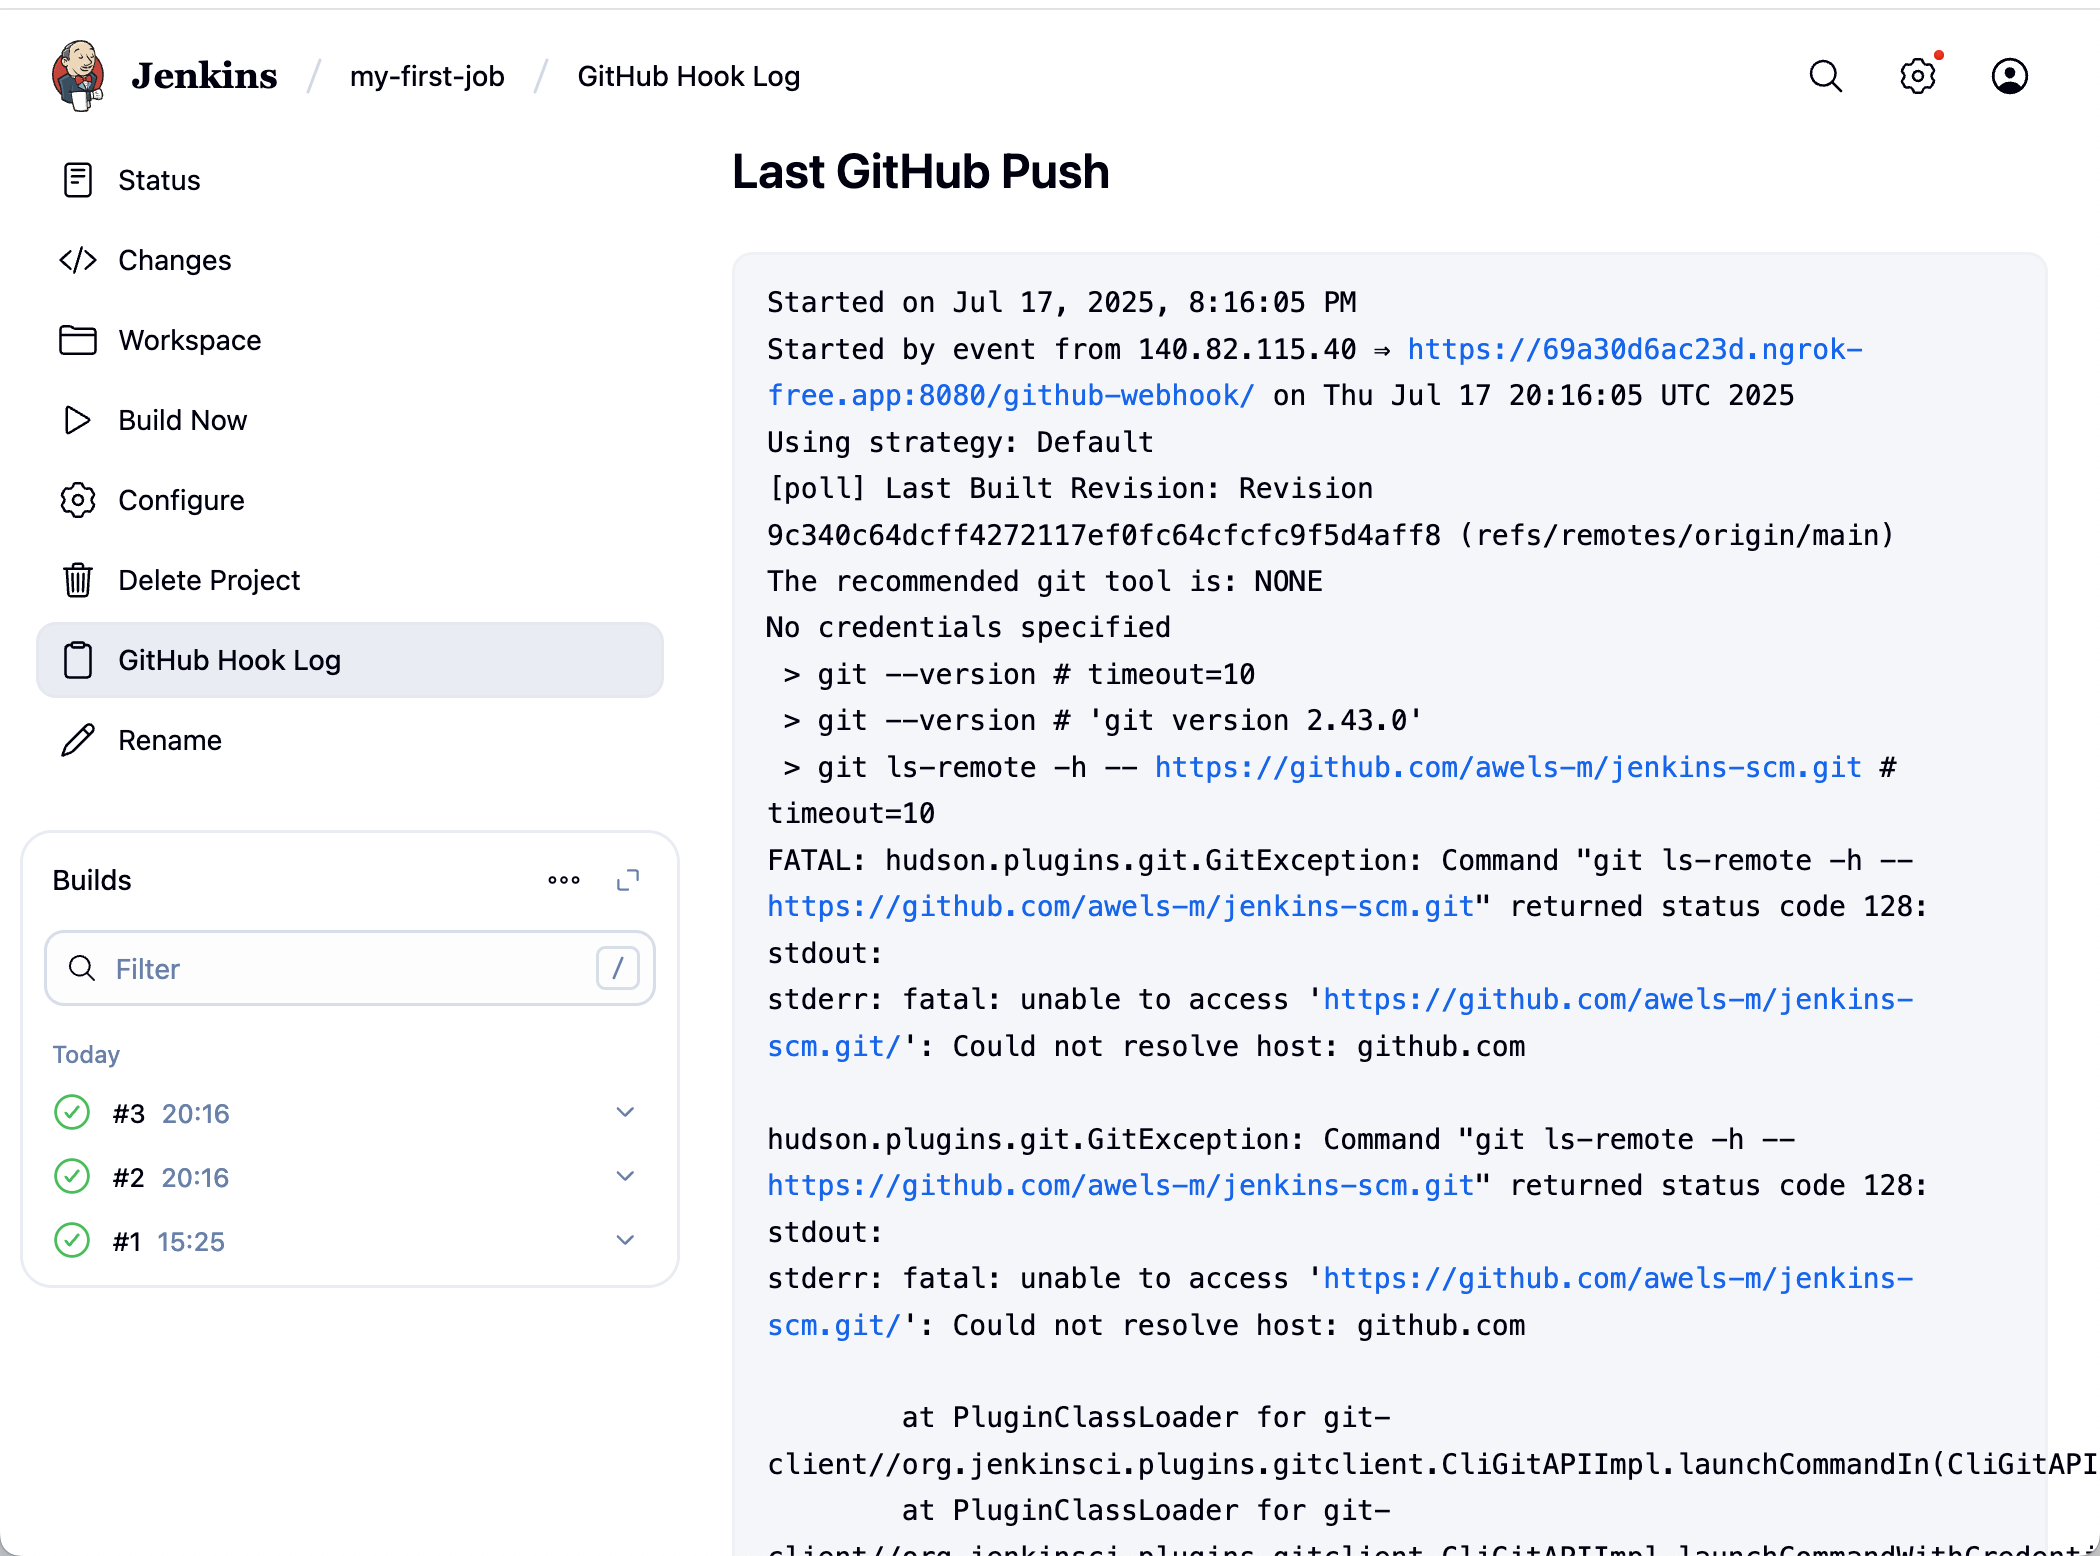 Jenkins / my-first-job / GitHub Hook Log
Status
Changes
Workspace
Build Now
Configure
Delete Project
GitHub Hook Log
Rename
Builds
Filter /
Today
#3 20:16
#2 20:16
#1 15:25
Last GitHub Push
Started on Jul 17, 2025, 8:16:05 PM
Started by event from 140.82.115.40 ⇒ https://69a30d6ac23d.ngrok-
free.app:8080/github-webhook/ on Thu Jul 17 20:16:05 UTC 2025
Using strategy: Default
[poll] Last Built Revision: Revision
9c340c64dcff4272117ef0fc64cfcfc9f5d4aff8 (refs/remotes/origin/main)
The recommended git tool is: NONE
No credentials specified
 > git --version # timeout=10
 > git --version # 'git version 2.43.0'
 > git ls-remote -h -- https://github.com/awels-m/jenkins-scm.git #
timeout=10
FATAL: hudson.plugins.git.GitException: Command "git ls-remote -h --
https://github.com/awels-m/jenkins-scm.git" returned status code 128:
stdout:
stderr: fatal: unable to access 'https://github.com/awels-m/jenkins-
scm.git/': Could not resolve host: github.com
hudson.plugins.git.GitException: Command "git ls-remote -h --
https://github.com/awels-m/jenkins-scm.git" returned status code 128:
stdout:
stderr: fatal: unable to access 'https://github.com/awels-m/jenkins-
scm.git/': Could not resolve host: github.com
at PluginClassLoader for git-
client//org.jenkinsci.plugins.gitclient.CliGitAPIImpl.launchCommandIn(CliGitAPI
at PluginClassLoader for git-
client//org.jenkinsci.plugins.gitclient.CliGitAPIImpl.launchCommandWithCredenti